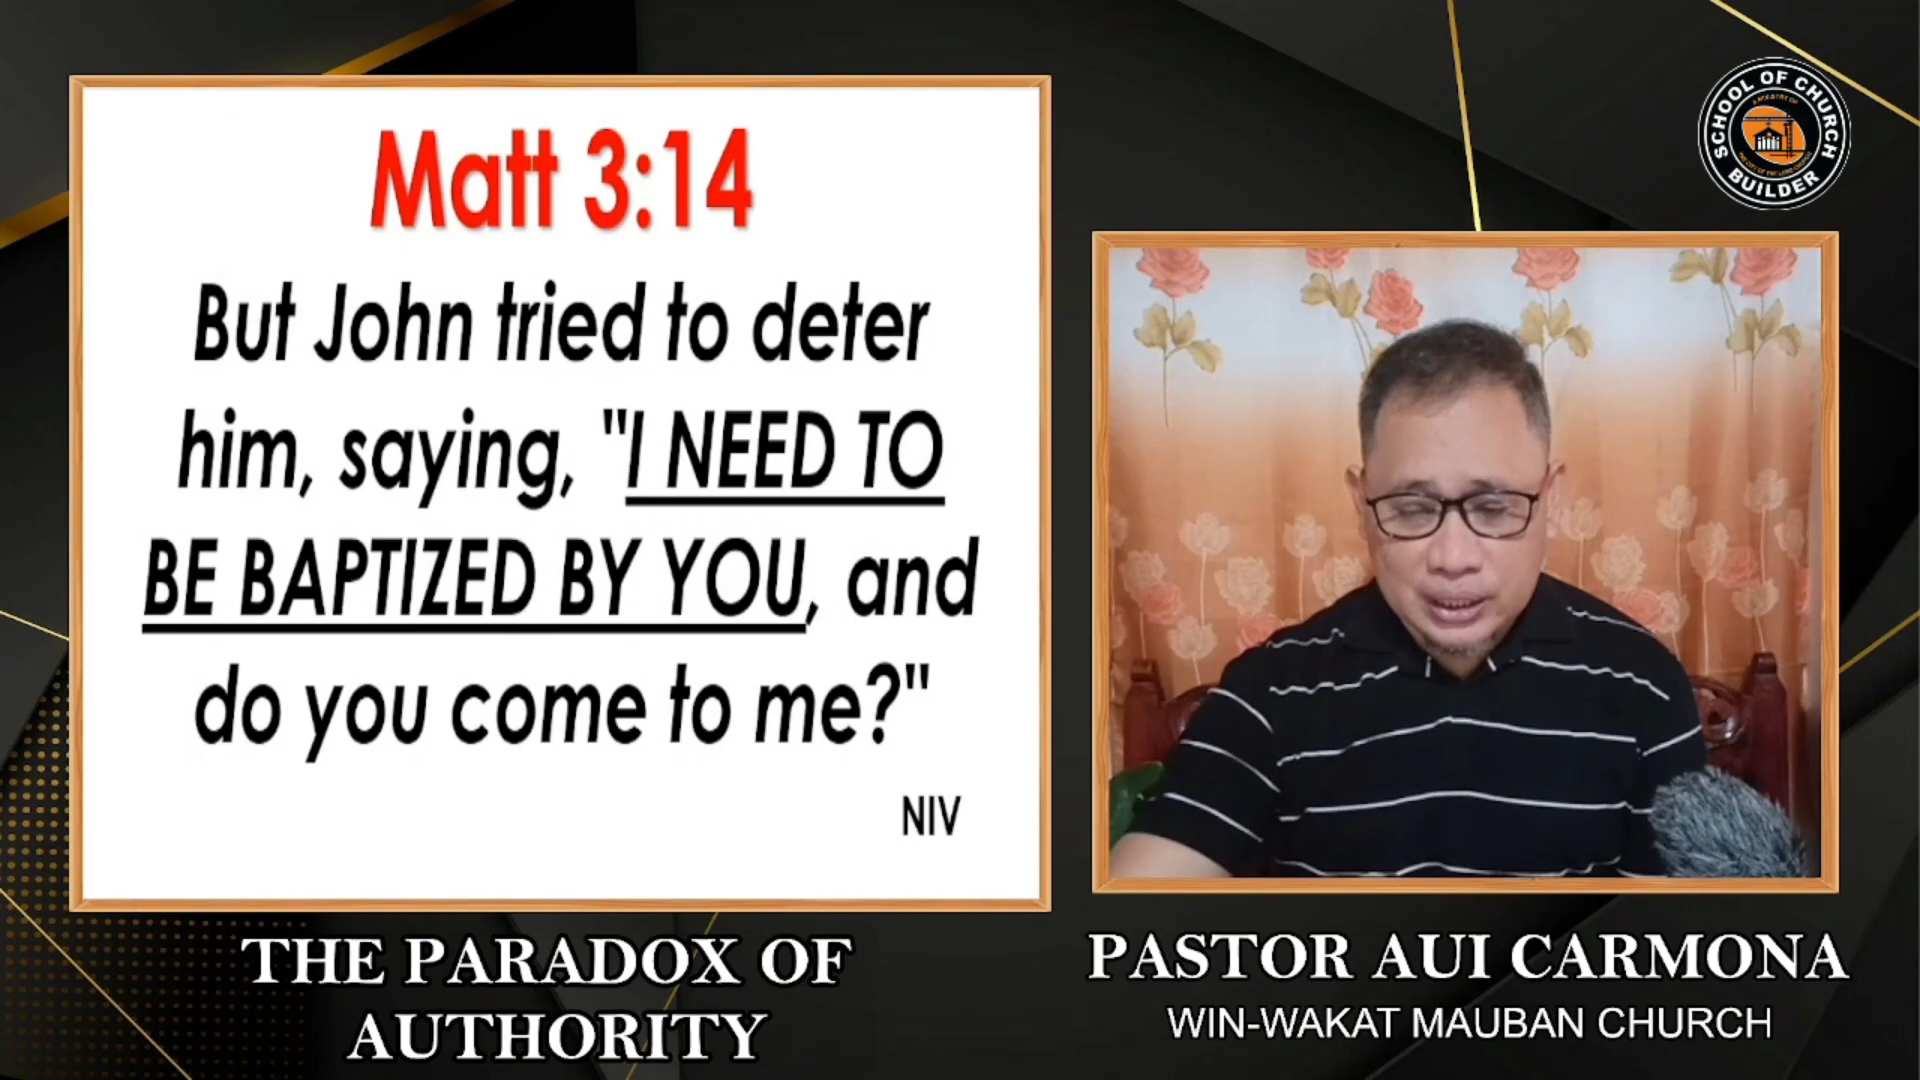 Matt 3:14
But John tried to deter
him, saying, "I NEED TO
BE BAPTIZED BY YOU, and
do you come to me?"
NIV
THE PARADOX OF
AUTHORITY
SCHOOL OF CHURCH
BUILDER
PASTOR AUI CARMONA
WIN-WAKAT MAUBAN CHURCH